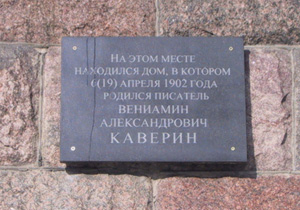 НА ЭТОМ МЕСТЕ
НАХОДИЛСЯ ДОМ, В КОТОРОМ
6(19) АПРЕЛЯ 1902 ГОДА
РОДИЛСЯ ПИСАТЕЛЬ
ВЕНИАМИН
АЛЕКСАНДРОВИЧ
КАВЕРИН